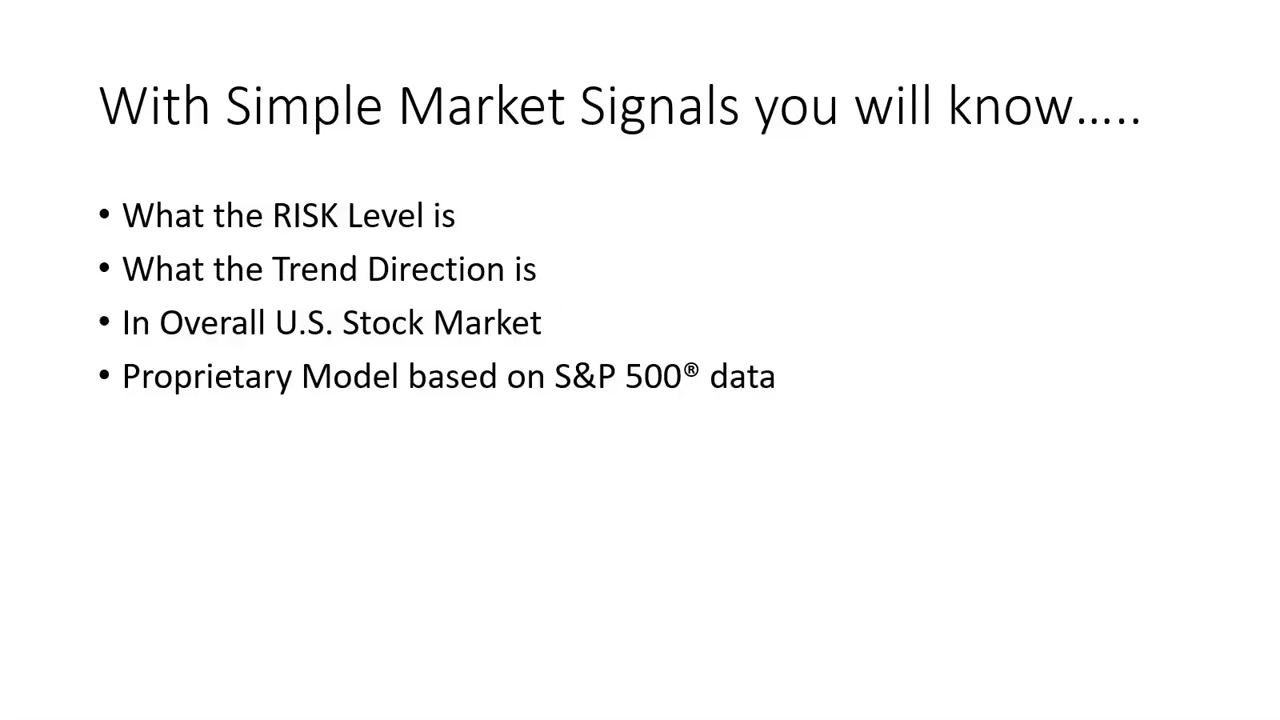 With Simple Market Signals you will know…..
• What the RISK Level is
• What the Trend Direction is
• In Overall U.S. Stock Market
• Proprietary Model based on S&P 500® data